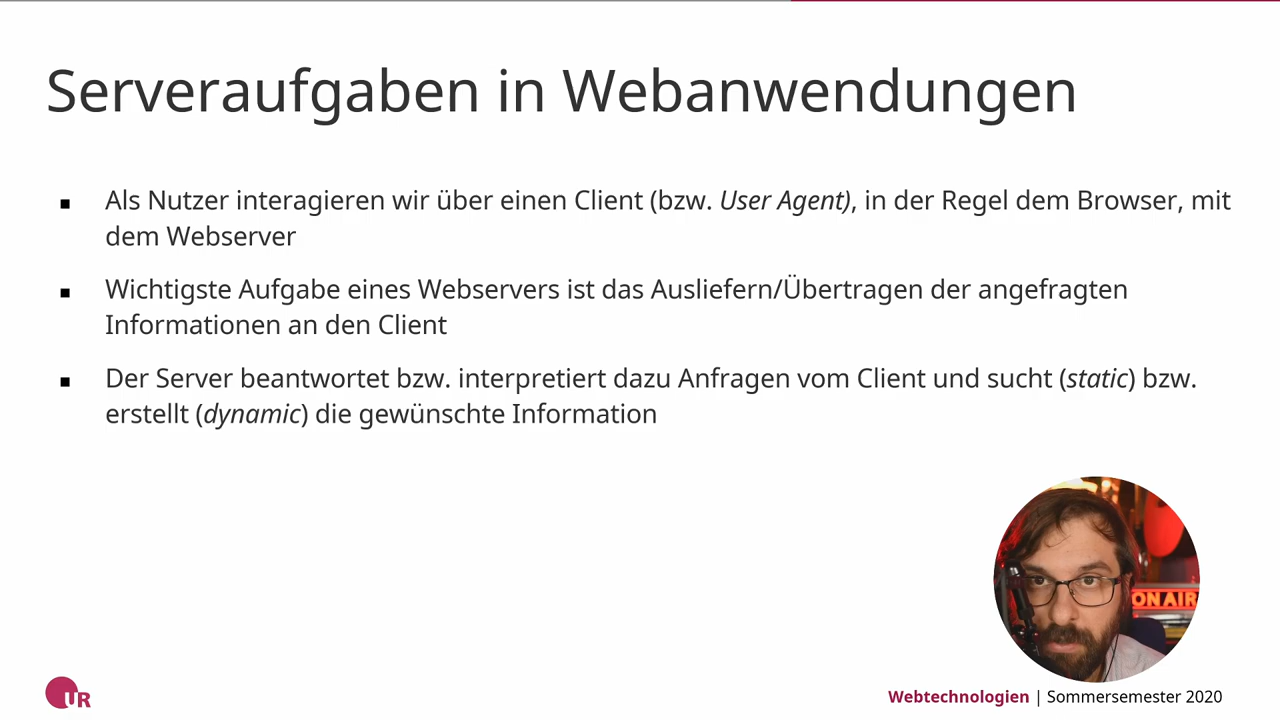 Serveraufgaben in Webanwendungen
▪ Als Nutzer interagieren wir über einen Client (bzw. User Agent), in der Regel dem Browser, mit
dem Webserver
▪ Wichtigste Aufgabe eines Webservers ist das Ausliefern/Übertragen der angefragten
Informationen an den Client
▪ Der Server beantwortet bzw. interpretiert dazu Anfragen vom Client und sucht (static) bzw.
erstellt (dynamic) die gewünschte Information
ON AIR
UR
Webtechnologien | Sommersemester 2020